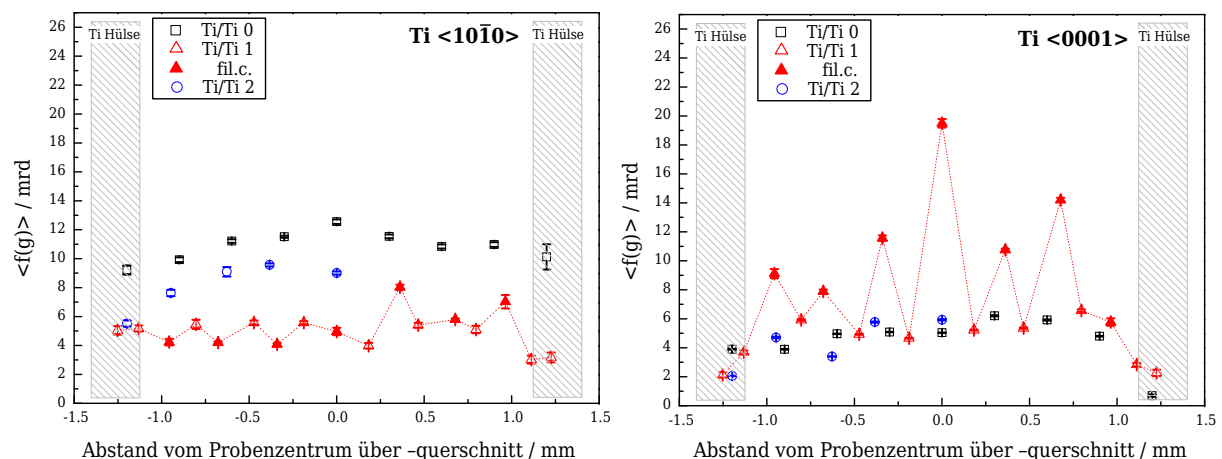 Ti Hülse
Ti/Ti 0
Ti/Ti 1
fil.c.
Ti/Ti 2
Ti <101̄0>
Ti Hülse
26
24
22
20
18
16
14
12
10
8
6
4
2
0
<f(g)> / mrd
-1.5 -1.0 -0.5 0.0 0.5 1.0 1.5
Abstand vom Probenzentrum über –querschnitt / mm
Ti Hülse
Ti/Ti 0
Ti/Ti 1
fil.c.
Ti/Ti 2
Ti <0001>
Ti Hülse
26
24
22
20
18
16
14
12
10
8
6
4
2
0
<f(g)> / mrd
-1.5 -1.0 -0.5 0.0 0.5 1.0 1.5
Abstand vom Probenzentrum über –querschnitt / mm